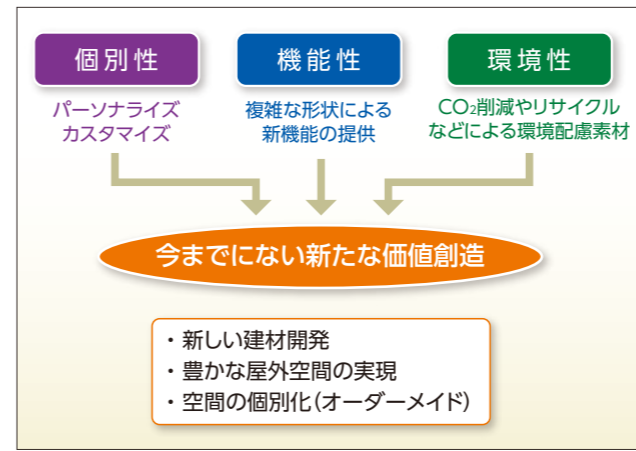 個別性
パーソナライズ
カスタマイズ
機能性
複雑な形状による
新機能の提供
環境性
CO₂削減やリサイクル
などによる環境配慮素材
今までにない新たな価値創造
・新しい建材開発
・豊かな屋外空間の実現
・空間の個別化(オーダーメイド)